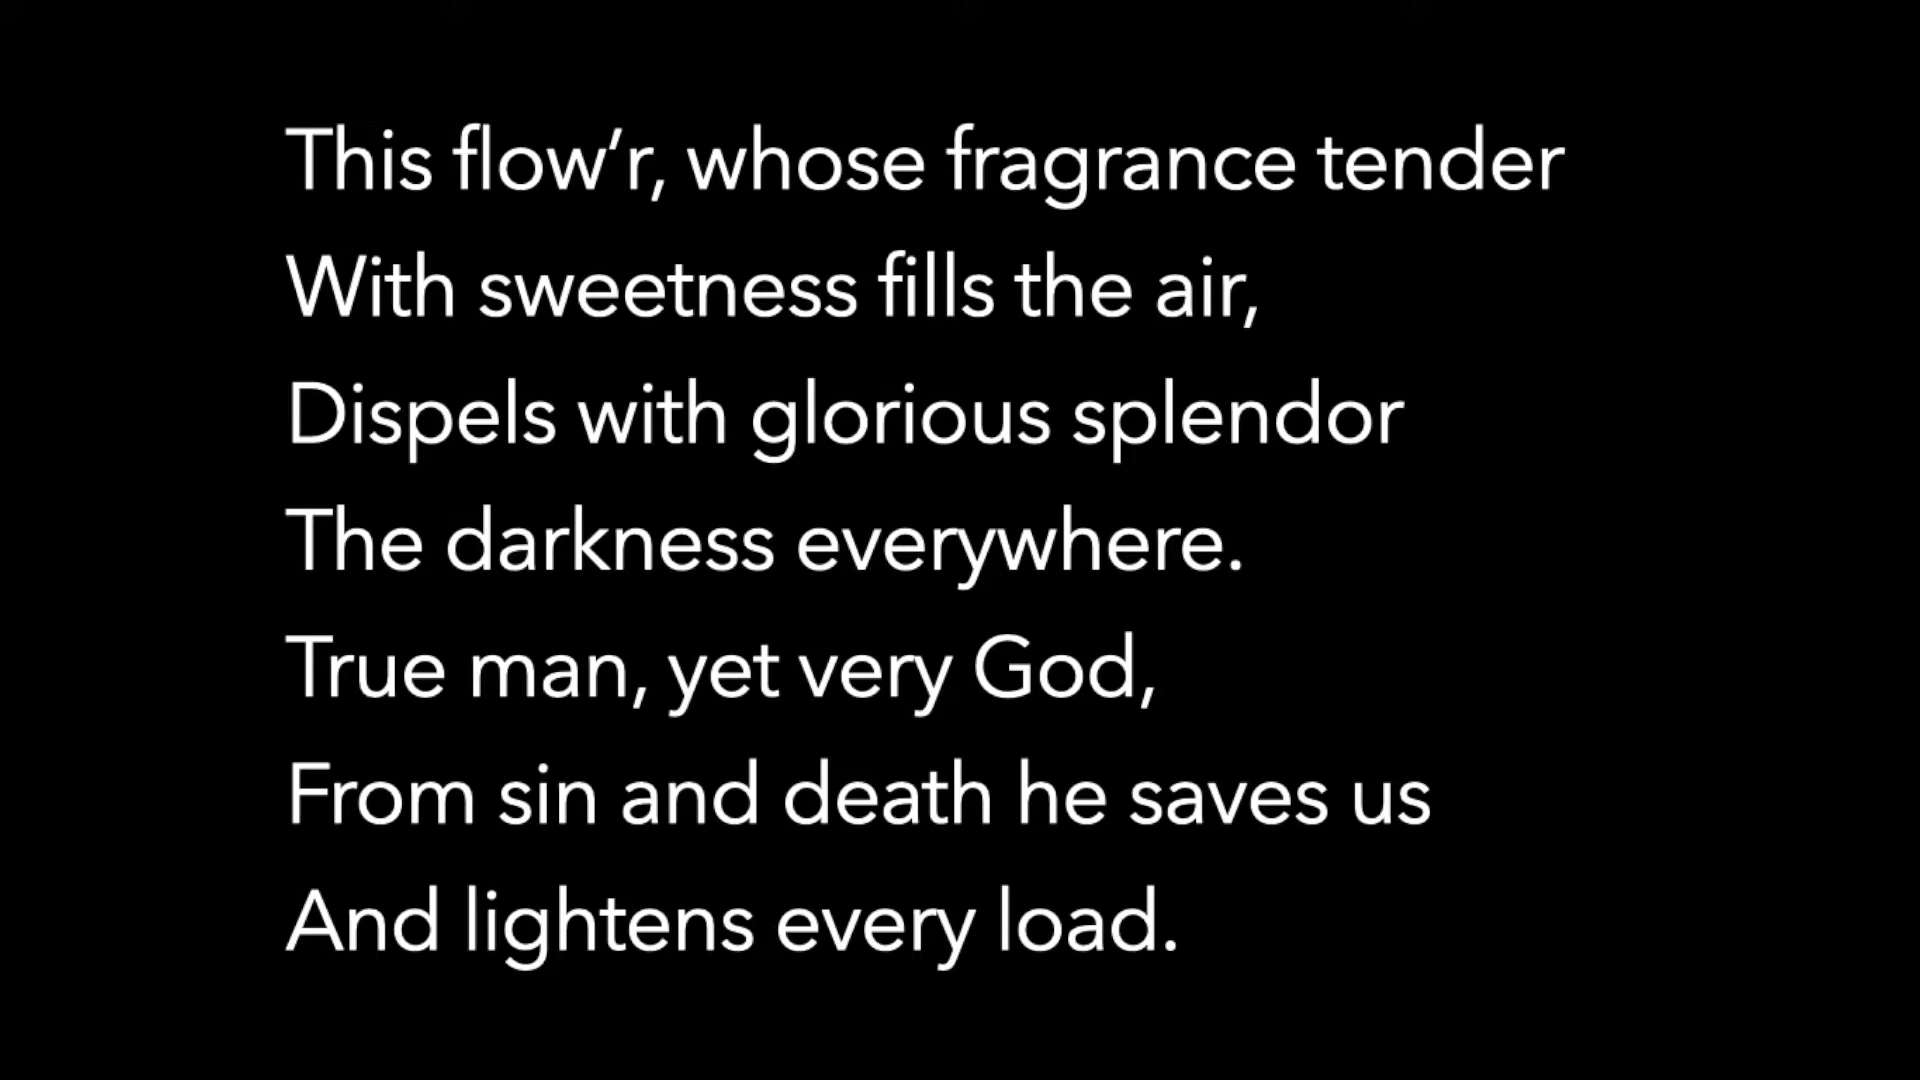 This flow’r, whose fragrance tender
With sweetness fills the air,
Dispels with glorious splendor
The darkness everywhere.
True man, yet very God,
From sin and death he saves us
And lightens every load.